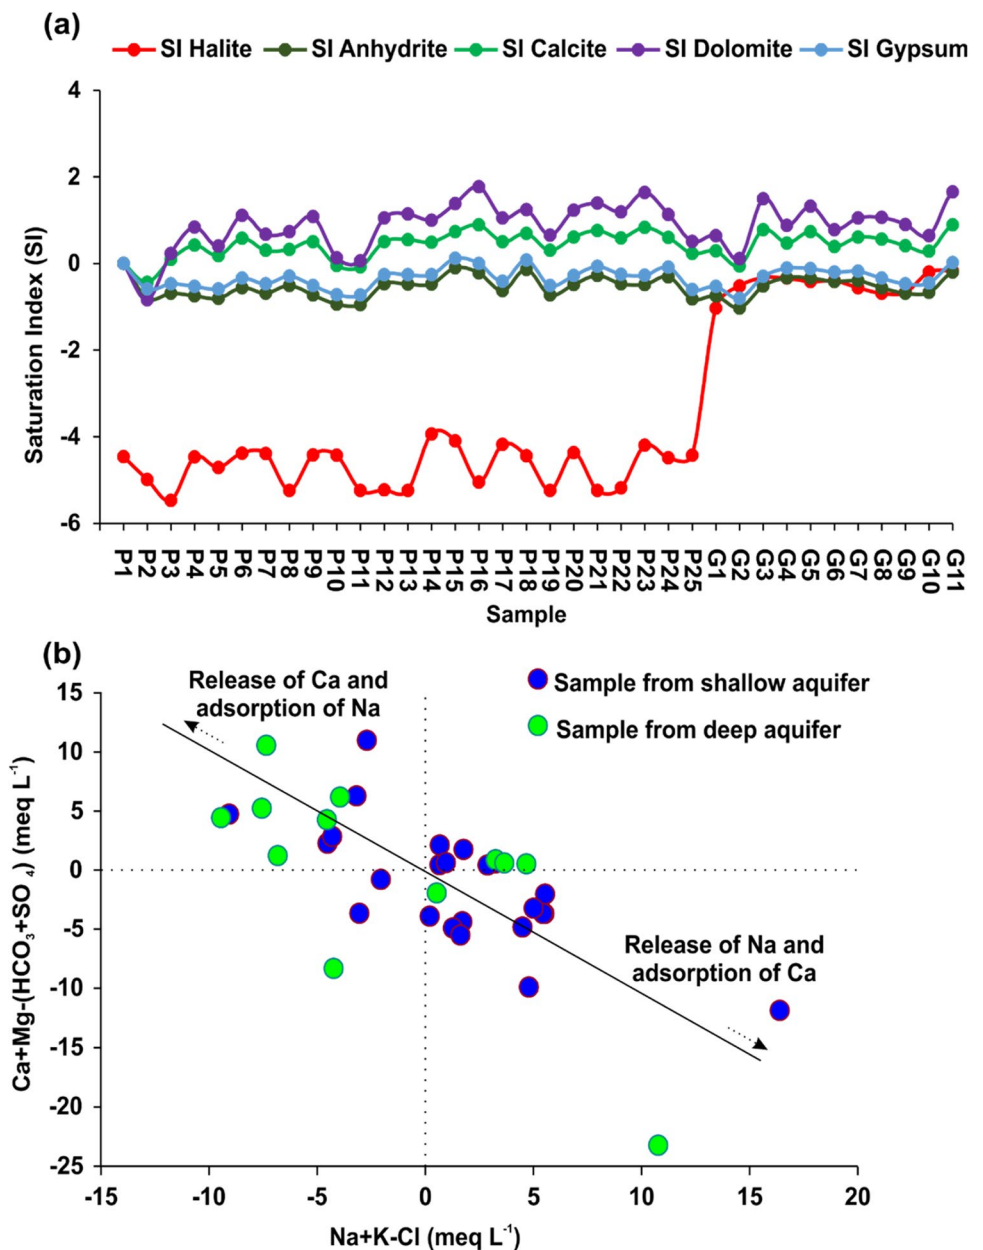 (a)
SI Halite SI Anhydrite SI Calcite SI Dolomite SI Gypsum
4
2
0
-2
-4
-6
Saturation Index (SI)
P1 P2 P3 P4 P5 P6 P7 P8 P9 P10 P11 P12 P13 P14 P15 P16 P17 P18 P19 P20 P21 P22 P23 P24 P25 G1 G2 G3 G4 G5 G6 G7 G8 G9 G10 G11
Sample
(b)
Release of Ca and
adsorption of Na
Sample from shallow aquifer
Sample from deep aquifer
15
10
5
0
-5
-10
-15
-20
-25
Ca+Mg-(HCO3+SO4) (meq L-1)
Release of Na and
adsorption of Ca
-15 -10 -5 0 5 10 15 20
Na+K-Cl (meq L-1)